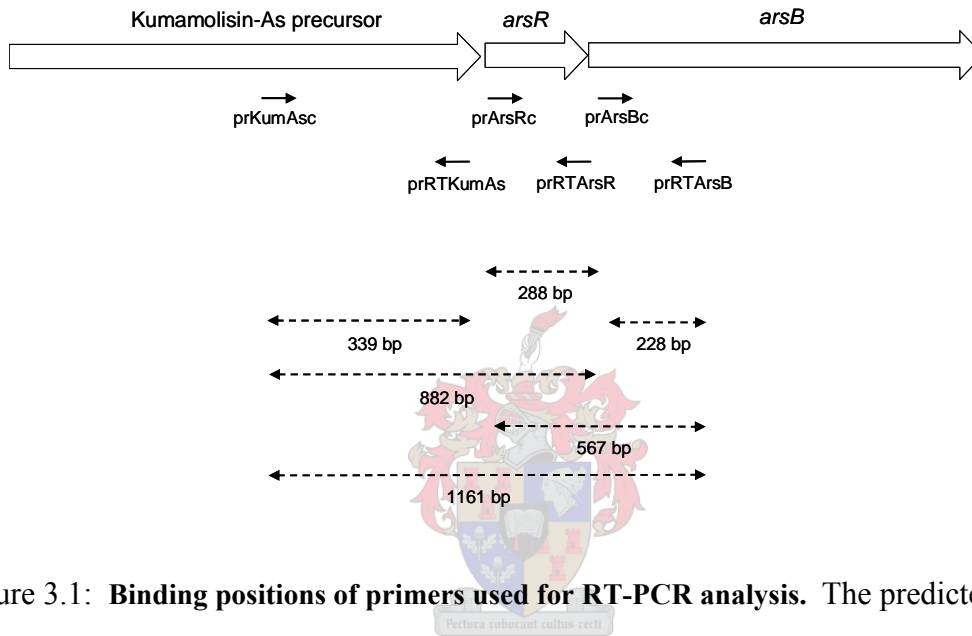 Kumamolisin-As precursor arsR arsB
prKumAsc prArsRc prArsBc
prRTKumAs prRTArsR prRTArsB
288 bp
339 bp 228 bp
882 bp
567 bp
1161 bp
ure 3.1: Binding positions of primers used for RT-PCR analysis. The predicte
Pectora roborant cultus recti